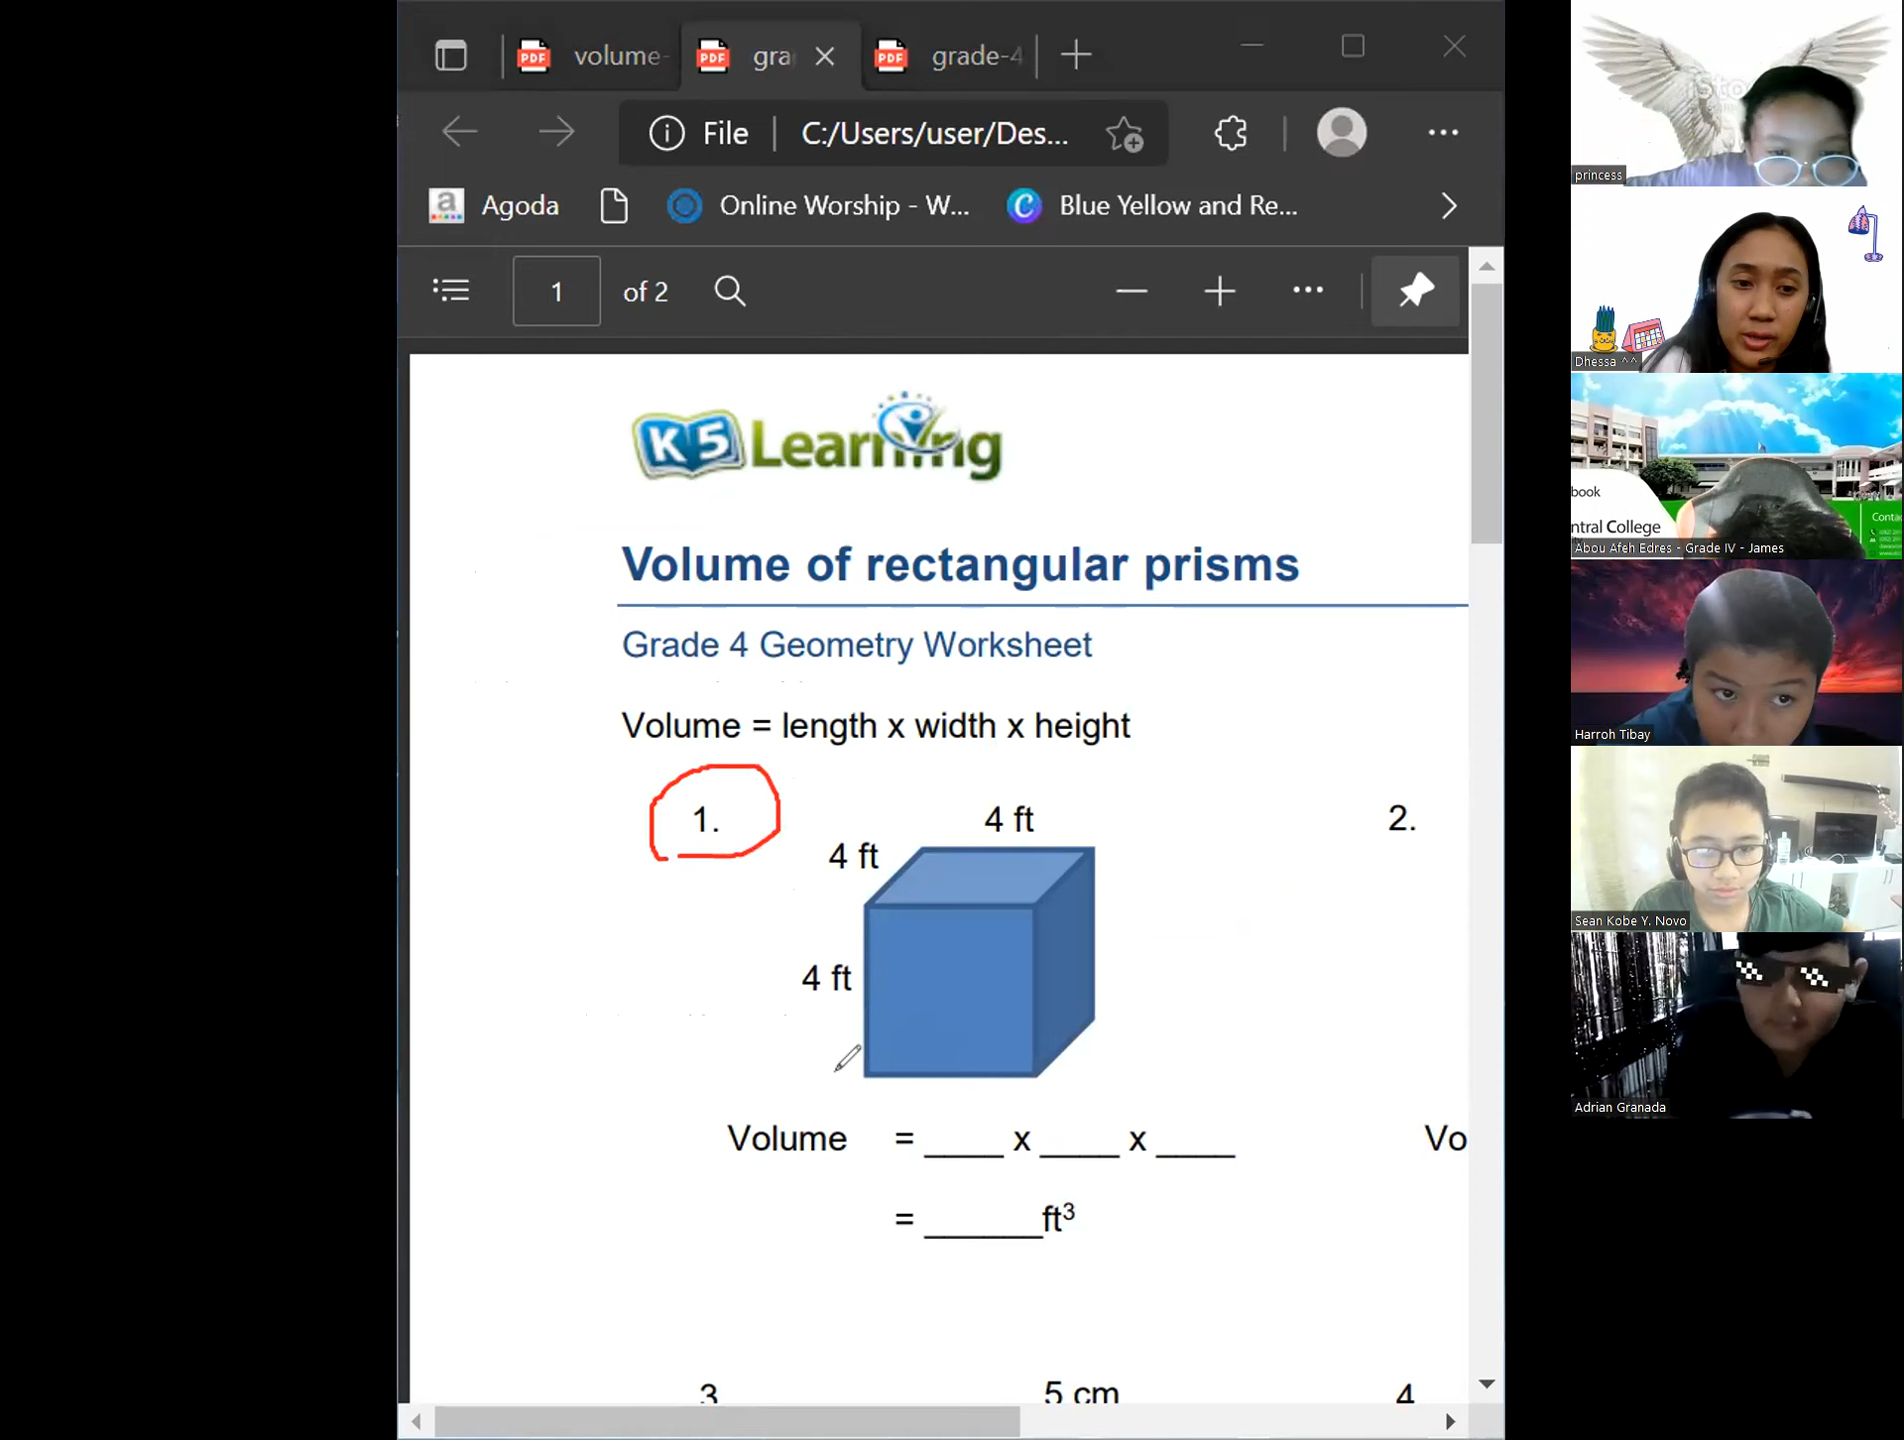 volume-
gra
grade-4
File
C:/Users/user/Des...
Agoda
Online Worship - W...
Blue Yellow and Re...
1 of 2
K5 Learning
Volume of rectangular prisms
Grade 4 Geometry Worksheet
Volume = length x width x height
1.
4 ft
2.
4 ft
4 ft
Volume = ____ x ____ x ____
Vo
= ______ft³
3
5 cm
4
iSto
princess
Dhessa ^^
book
ntral College
Contac
Abou Afeh Edres - Grade IV - James
Harroh Tibay
Sean Kobe Y. Novo
Adrian Granada